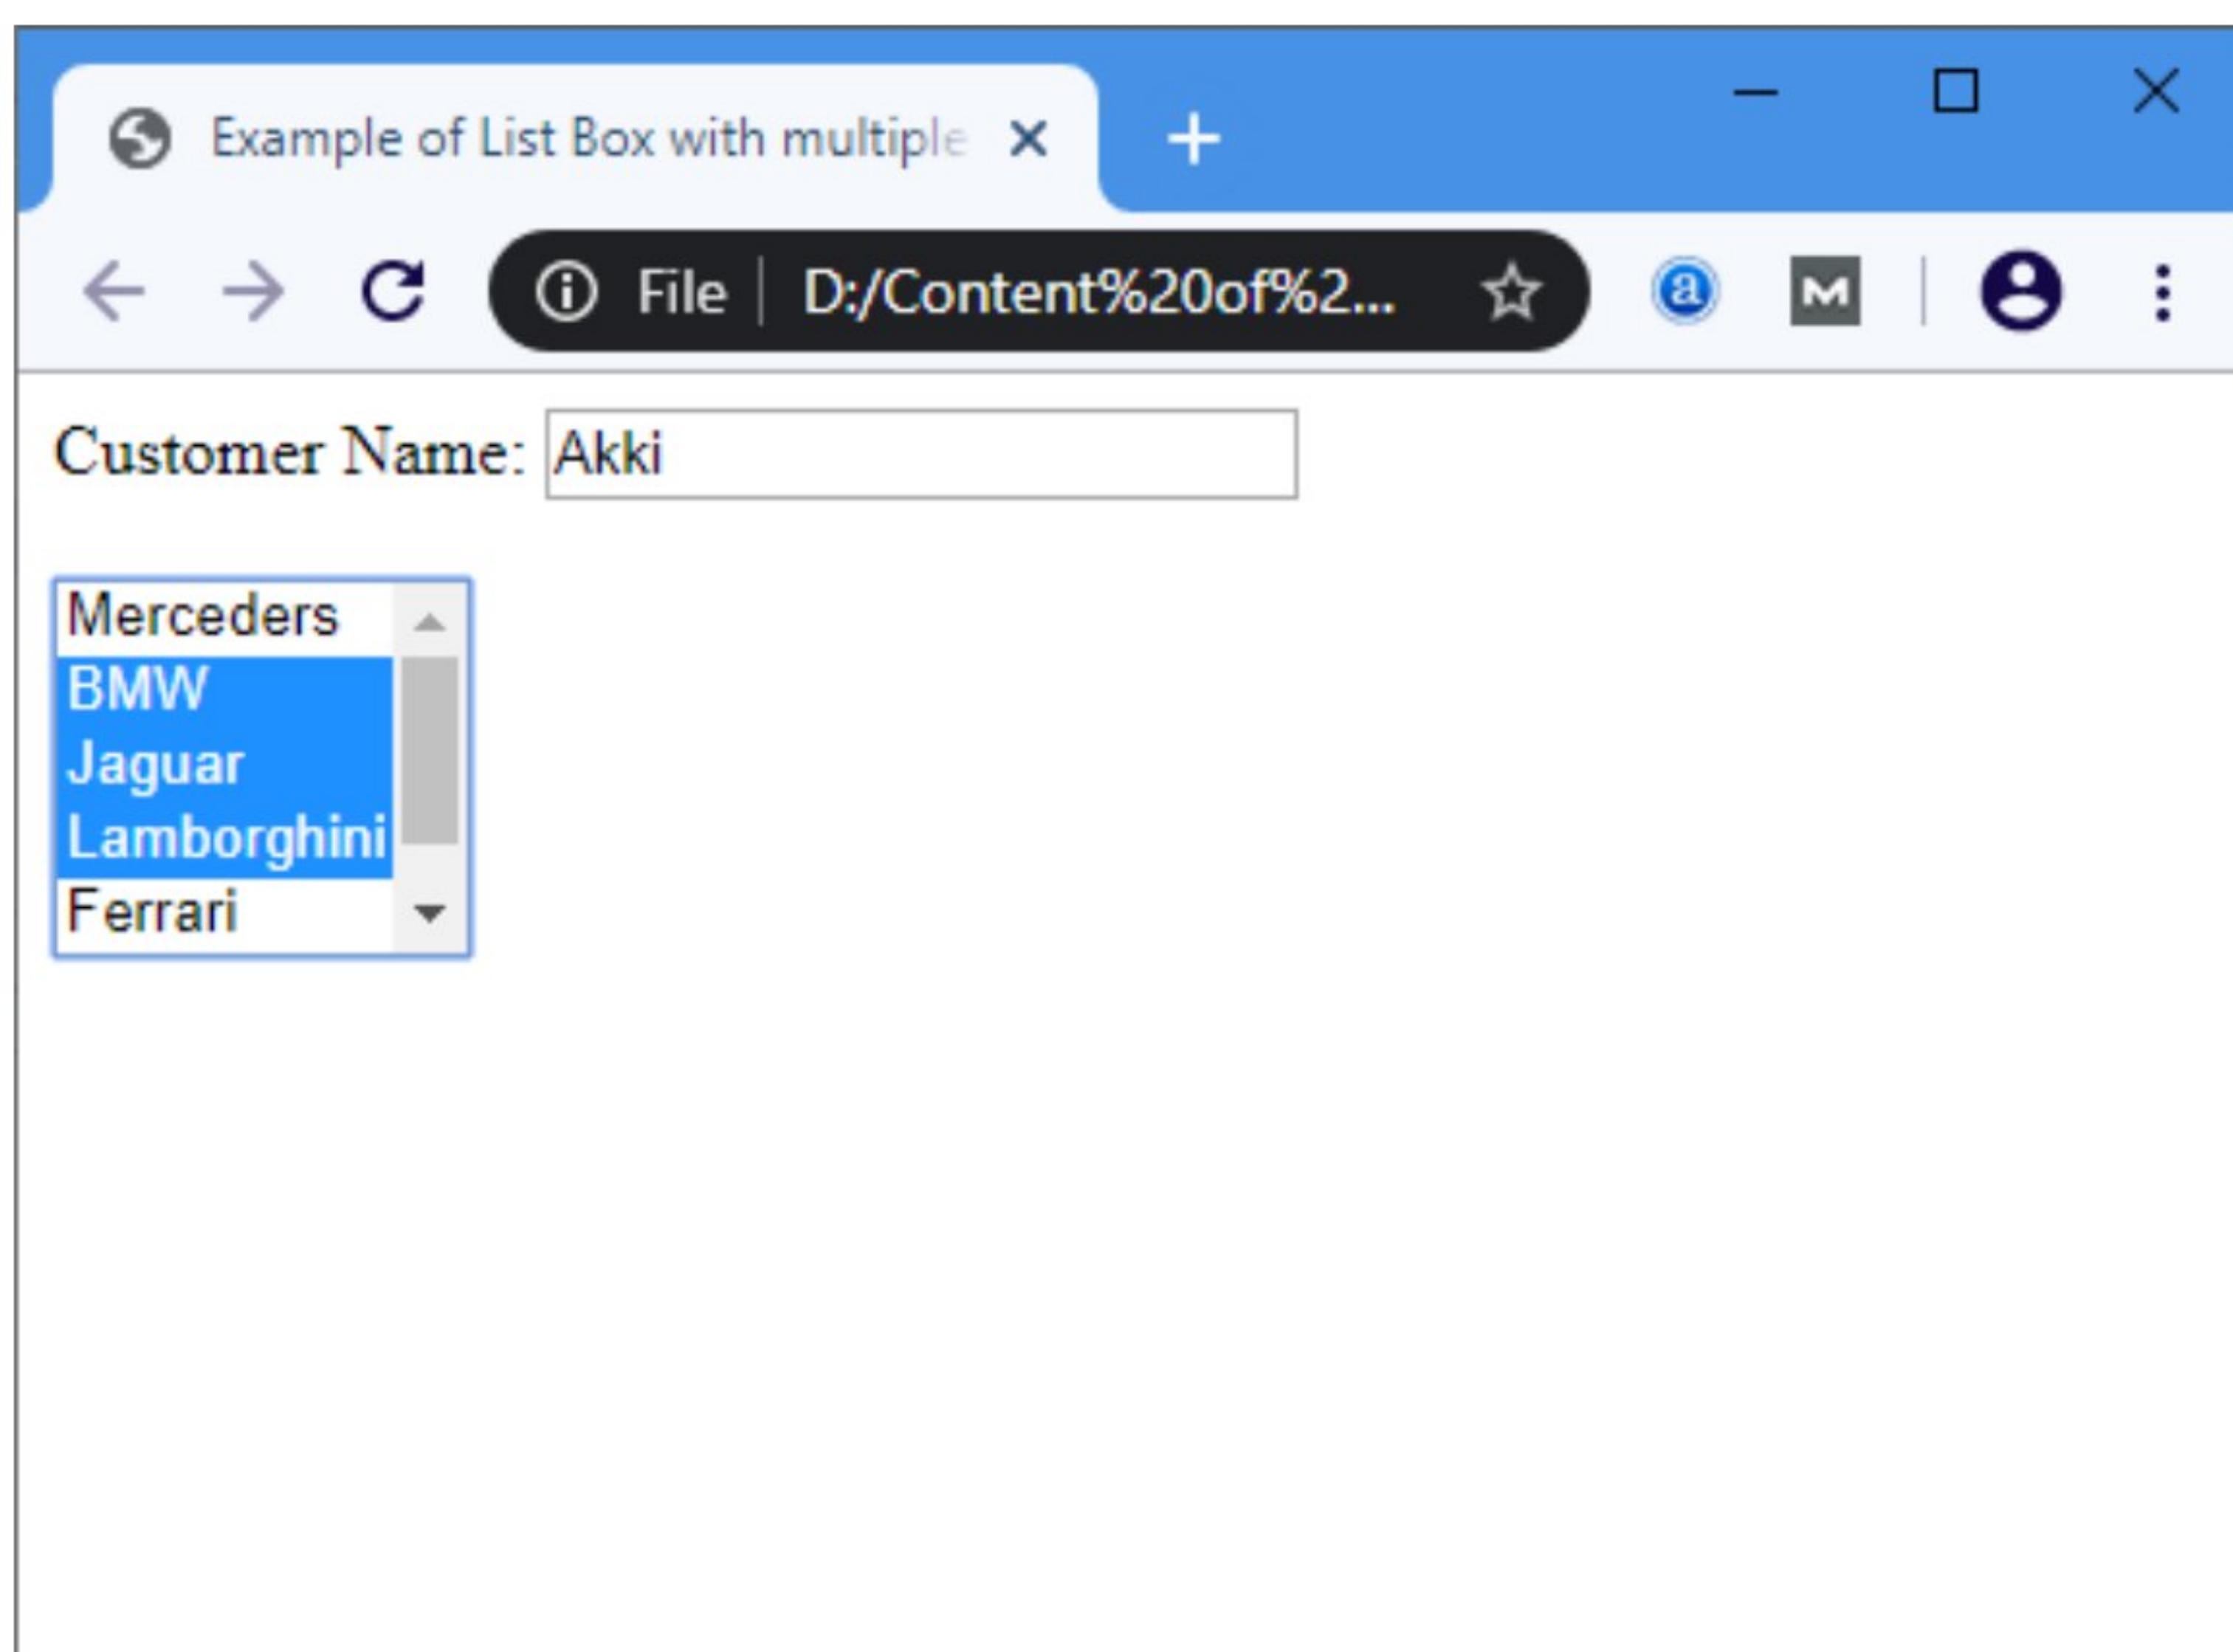 Example of List Box with multiple
File D:/Content%20of%2...
a
M
Customer Name: Akki
Merceders
BMW
Jaguar
Lamborghini
Ferrari